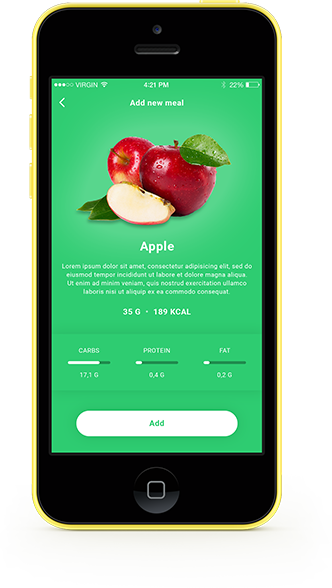 VIRGIN 4:21 PM 22%
Add new meal
Apple
Lorem ipsum dolor sit amet, consectetur adipisicing elit, sed do
eiusmod tempor incididunt ut labore et dolore magna aliqua.
Ut enim ad minim veniam, quis nostrud exercitation ullamco
laboris nisi ut aliquip ex ea commodo consequat.
35 G • 189 KCAL
CARBS PROTEIN FAT
17,1 G 0,4 G 0,2 G
Add